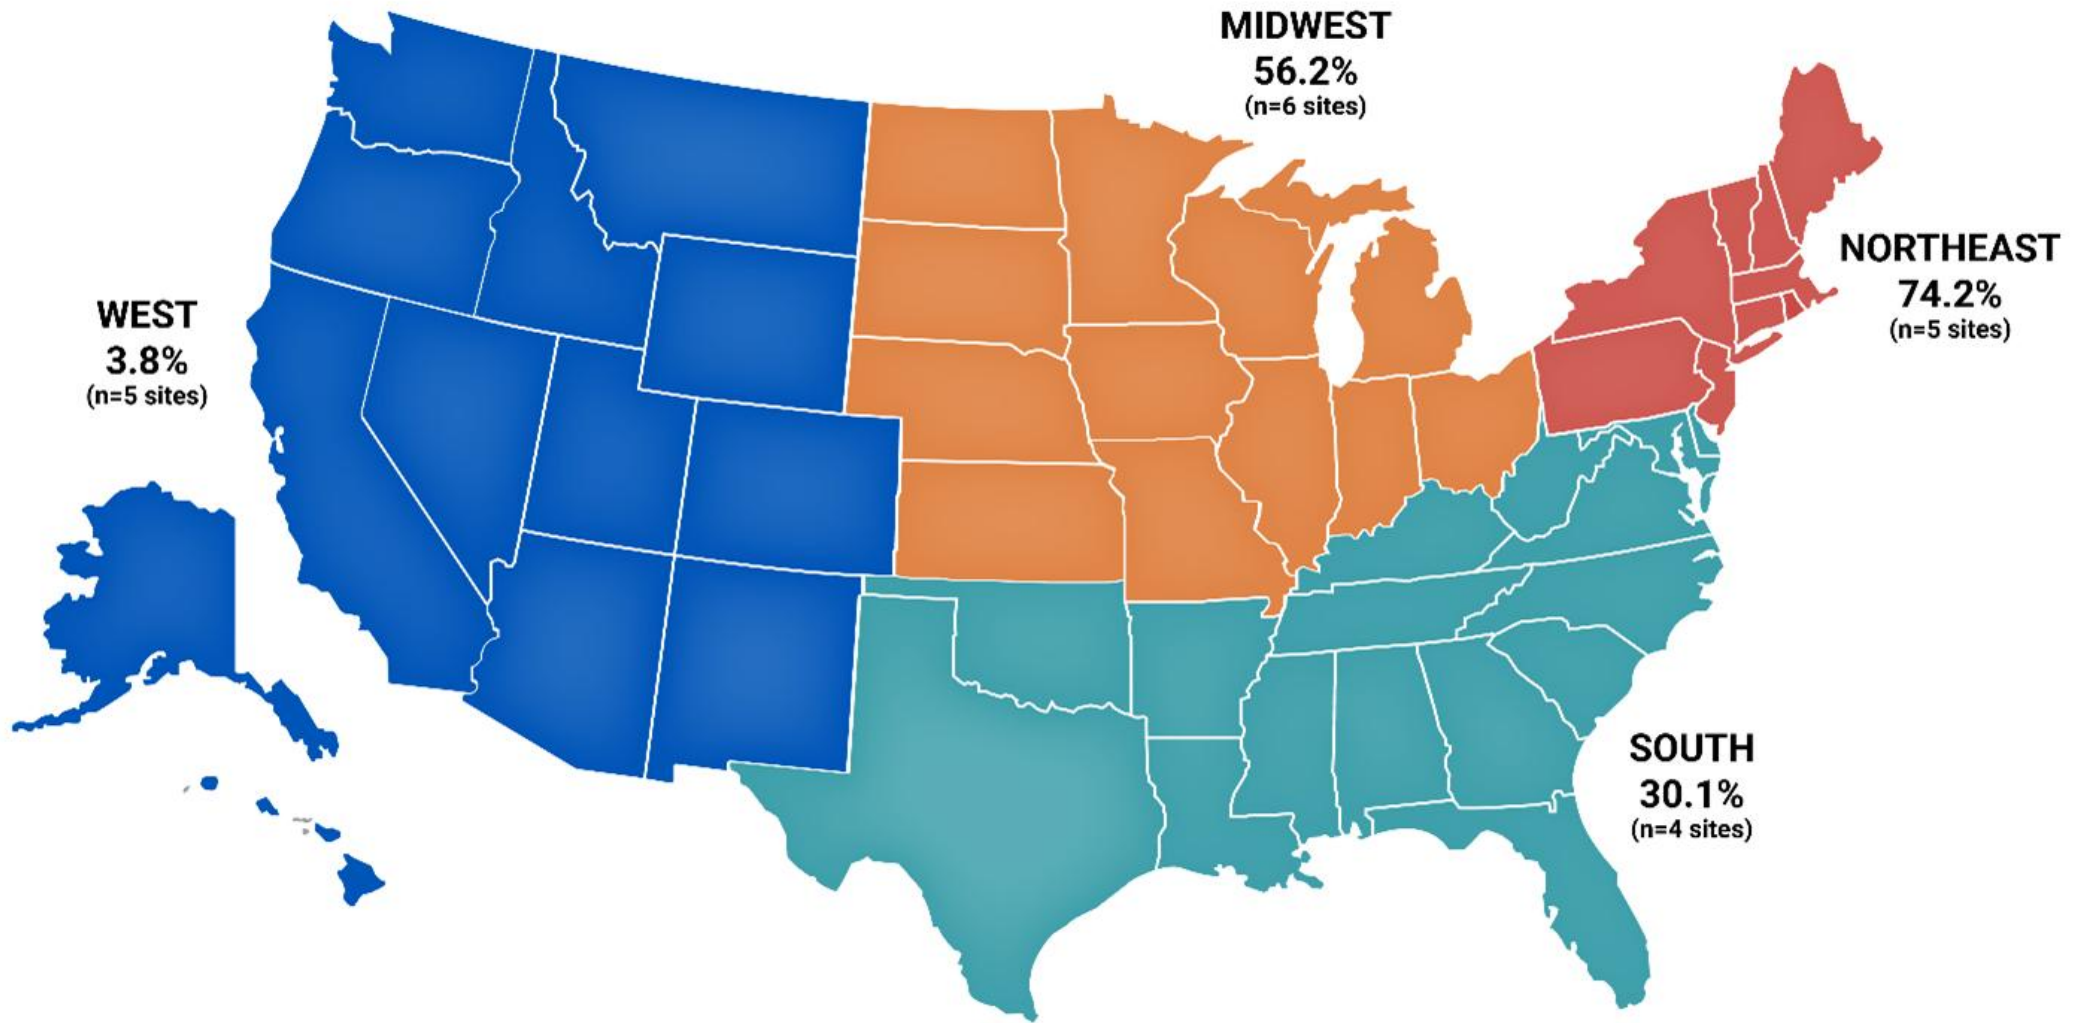 MIDWEST
56.2%
(n=6 sites)
NORTHEAST
74.2%
(n=5 sites)
WEST
3.8%
(n=5 sites)
SOUTH
30.1%
(n=4 sites)